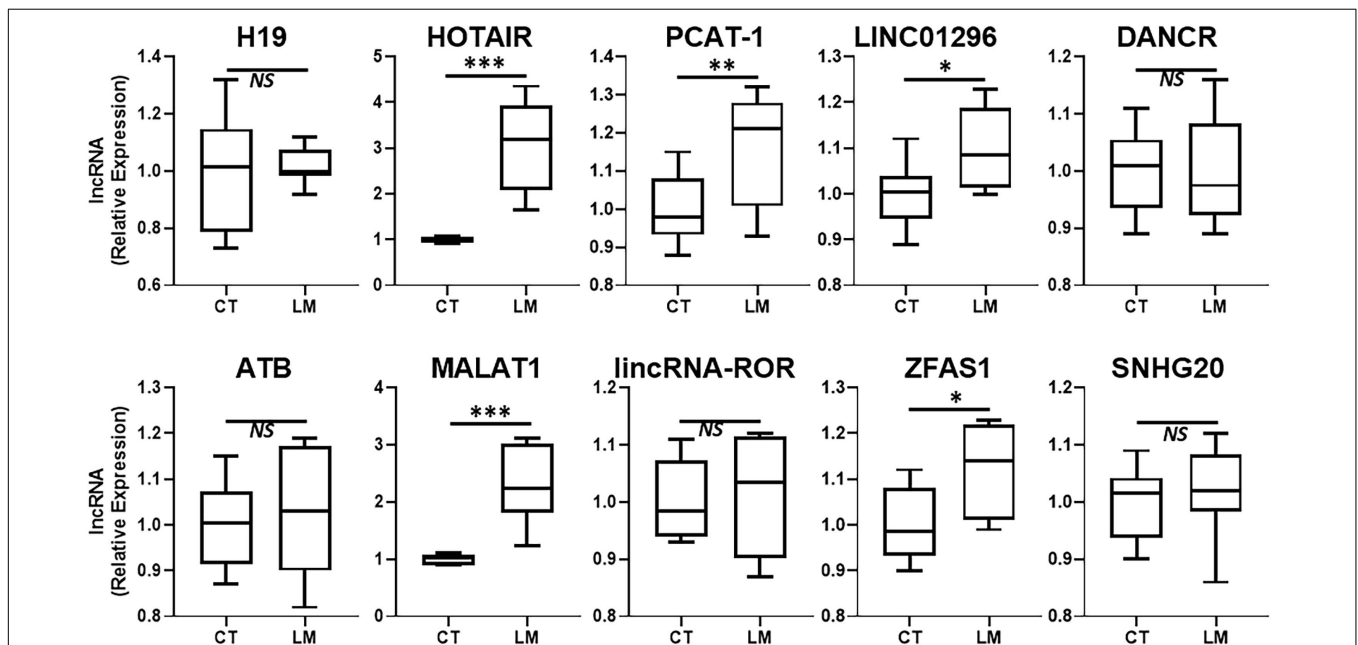 H19 HOTAIR PCAT-1 LINC01296 DANCR
lncRNA
(Relative Expression)
1.4
1.2
1.0
0.8
0.6
NS
CT LM
5
4
3
2
1
0
***
CT LM
1.4
1.3
1.2
1.1
1.0
0.9
0.8
**
CT LM
1.3
1.2
1.1
1.0
0.9
0.8
*
CT LM
1.2
1.1
1.0
0.9
0.8
NS
CT LM
ATB MALAT1 lincRNA-ROR ZFAS1 SNHG20
lncRNA
(Relative Expression)
1.3
1.2
1.1
1.0
0.9
0.8
NS
CT LM
4
3
2
1
0
***
CT LM
1.2
1.1
1.0
0.9
0.8
NS
CT LM
1.3
1.2
1.1
1.0
0.9
0.8
*
CT LM
1.2
1.1
1.0
0.9
0.8
NS
CT LM